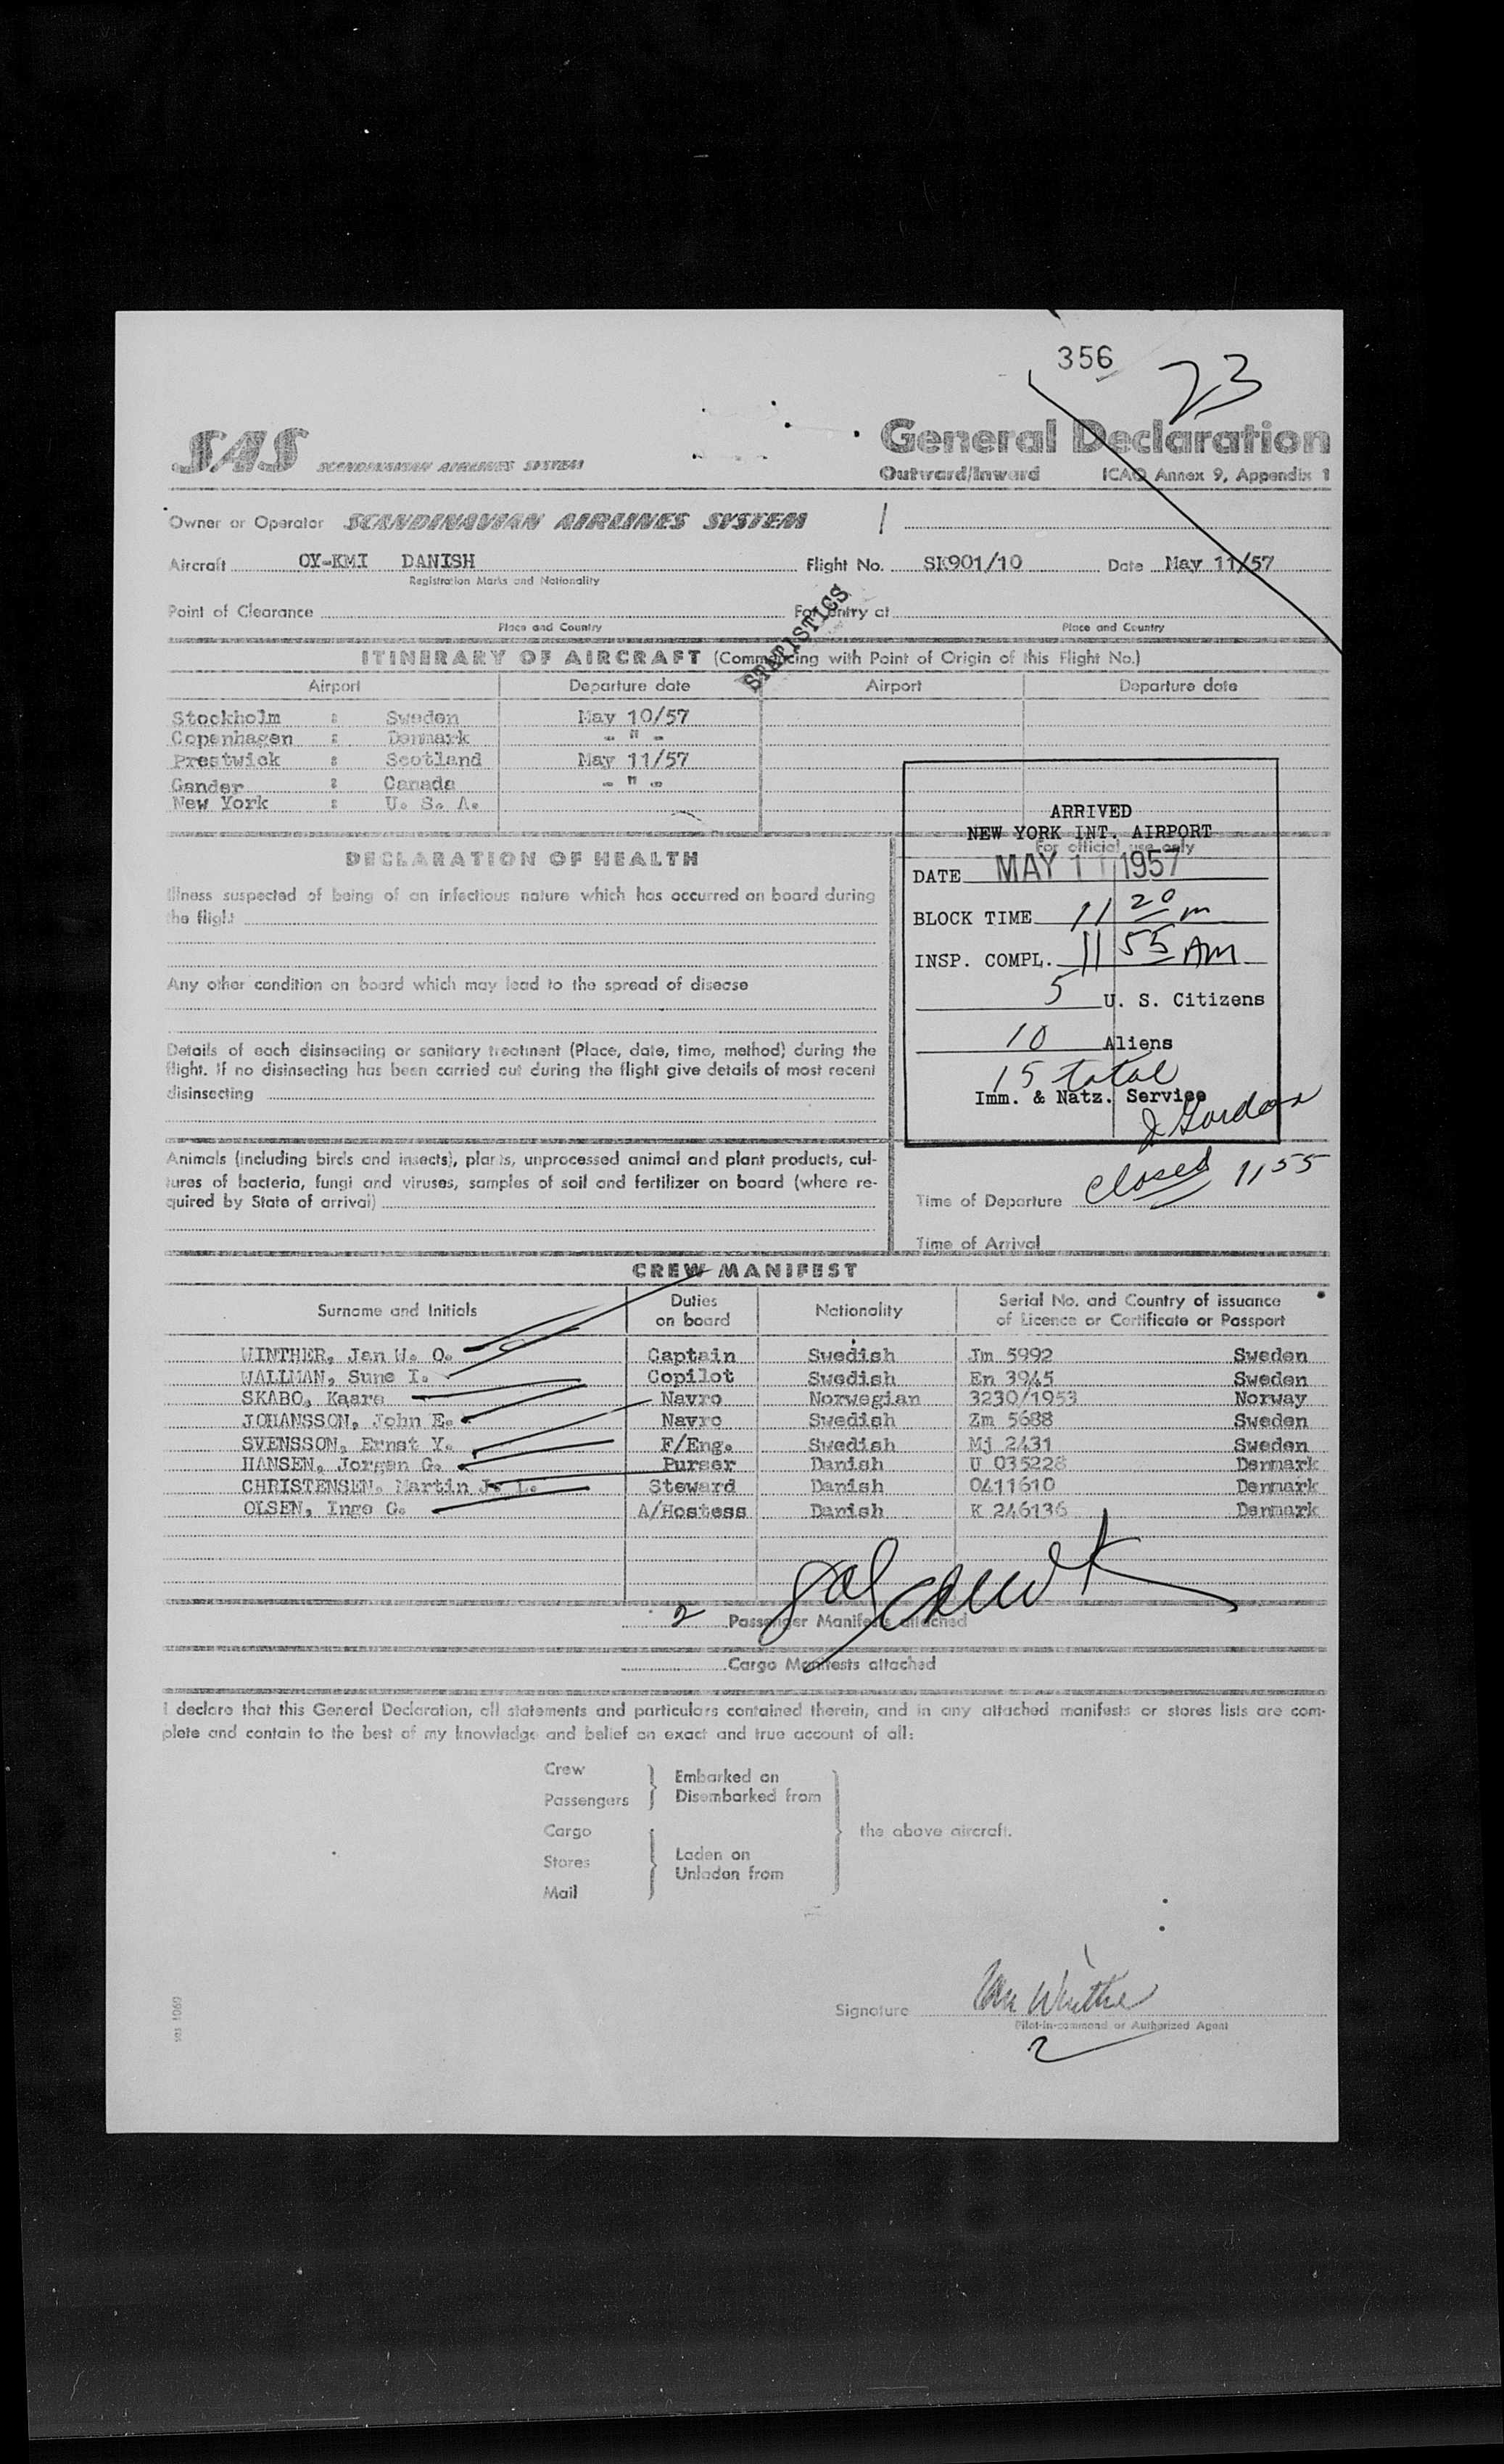 356
23
SAS SCANDINAVIAN AIRLINES SYSTEM
General Declaration
Outward/Inward ICAO Annex 9, Appendix 1
Owner or Operator SCANDINAVIAN AIRLINES SYSTEM
Aircraft OY-KMI DANISH Flight No. SK901/10 Date May 11/57
Registration Marks and Nationality
Point of Clearance For entry at
Place and Country Place and Country
STATISTICS
ITINERARY OF AIRCRAFT (Commencing with Point of Origin of this Flight No.)
Airport Departure date Airport Departure date
Stockholm : Sweden May 10/57
Copenhagen : Denmark - " -
Prestwick : Scotland May 11/57
Gander : Canada - " -
New York : U. S. A.
DECLARATION OF HEALTH
Illness suspected of being of an infectious nature which has occurred on board during
the flight
Any other condition on board which may lead to the spread of disease
Details of each disinsecting or sanitary treatment (Place, date, time, method) during the
flight. If no disinsecting has been carried out during the flight give details of most recent
disinsecting
Animals (including birds and insects), plants, unprocessed animal and plant products, cul-
tures of bacteria, fungi and viruses, samples of soil and fertilizer on board (where re-
quired by State of arrival)
ARRIVED
NEW YORK INT. AIRPORT
For official use only
DATE MAY 11 1957
BLOCK TIME 11 20 m
INSP. COMPL. 11 55 AM
5 U. S. Citizens
10 Aliens
15 total
Imm. & Natz. Service
J Gordon
Time of Departure closed 1155
Time of Arrival
CREW MANIFEST
Surname and Initials Duties on board Nationality Serial No. and Country of issuance of Licence or Certificate or Passport
WINTHER, Jan W. O. Captain Swedish Jm 5992 Sweden
WALLMAN, Sune I. Copilot Swedish En 3945 Sweden
SKABO, Kaare Navro Norwegian 3230/1953 Norway
JOHANSSON, John E. Navro Swedish Zm 5688 Sweden
SVENSSON, Ernst Y. F/Eng. Swedish Mj 2431 Sweden
HANSEN, Jorgen G. Purser Danish U 035228 Denmark
CHRISTENSEN, Martin J. L. Steward Danish 0411610 Denmark
OLSEN, Inge G. A/Hostess Danish K 246136 Denmark
2 Passenger Manifests attached
Cargo Manifests attached
I declare that this General Declaration, all statements and particulars contained therein, and in any attached manifests or stores lists are com-
plete and contain to the best of my knowledge and belief an exact and true account of all:
Crew
Passengers
Embarked on
Disembarked from
Cargo
Stores
Mail
Laden on
Unladen from
the above aircraft.
Signature Jan Winther
Pilot-in-command or Authorized Agent
2